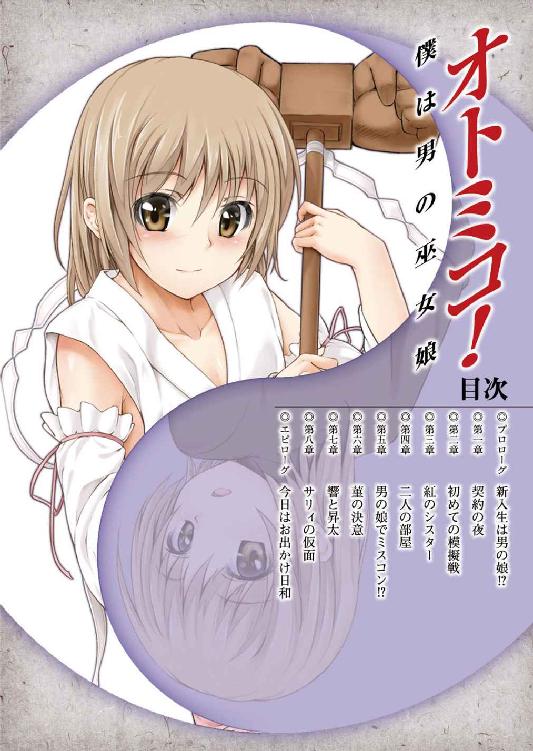 オトミコ!
僕は男の巫女娘
目次
◎プロローグ 新入生は男の娘!?
◎第一章 契約の夜
◎第二章 初めての模擬戦
◎第三章 紅のシスター
◎第四章 二人の部屋
◎第五章 男の娘でミスコン!?
◎第六章 菫の決意
◎第七章 響と昇太
◎第八章 サリィの仮面
◎エピローグ 今日はお出かけ日和